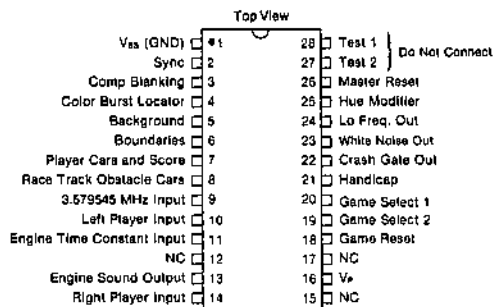 Top View
VSS (GND) 1
Sync 2
Comp Blanking 3
Color Burst Locator 4
Background 5
Boundaries 6
Player Cars and Score 7
Race Track Obstacle Cars 8
3.579545 MHz Input 9
Left Player Input 10
Engine Time Constant Input 11
NC 12
Engine Sound Output 13
Right Player Input 14
28 Test 1
27 Test 2
Do Not Connect
26 Master Reset
25 Hue Modifier
24 Lo Freq. Out
23 White Noise Out
22 Crash Gate Out
21 Handicap
20 Game Select 1
19 Game Select 2
18 Game Reset
17 NC
16 VP
15 NC